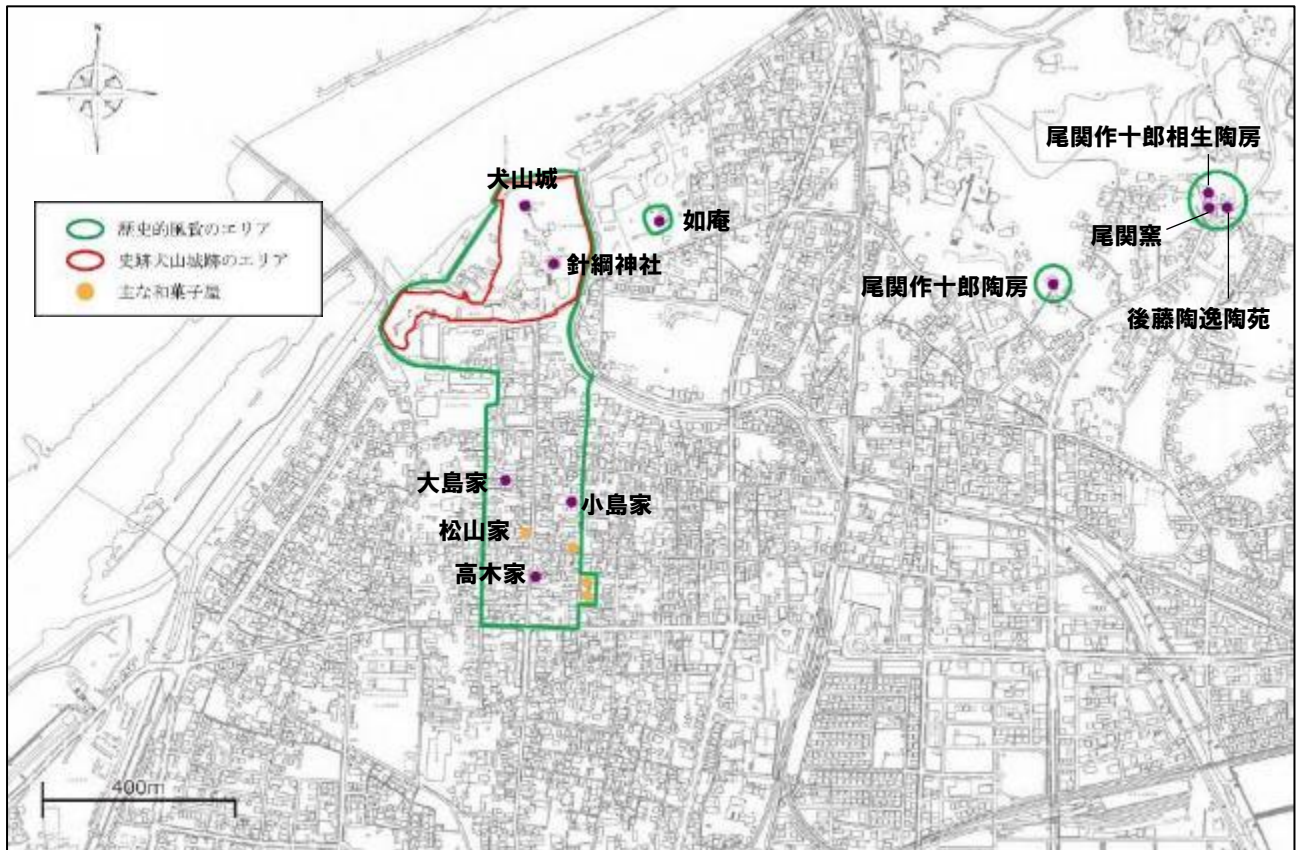 N
犬山城
尾関作十郎相生陶房
歴史的風致のエリア
史跡犬山城跡のエリア
主な和菓子屋
如庵
針綱神社
尾関窯
尾関作十郎陶房
後藤陶逸陶苑
大島家
小島家
松山家
高木家
400m